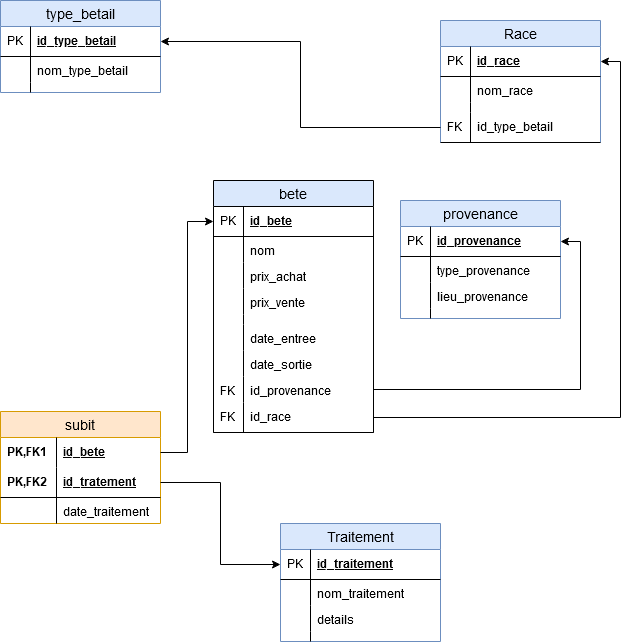 type_betail
PK id_type_betail
nom_type_betail
Race
PK id_race
nom_race
FK id_type_betail
bete
PK id_bete
nom
prix_achat
prix_vente
date_entree
date_sortie
FK id_provenance
FK id_race
provenance
PK id_provenance
type_provenance
lieu_provenance
subit
PK,FK1 id_bete
PK,FK2 id_tratement
date_traitement
Traitement
PK id_traitement
nom_traitement
details